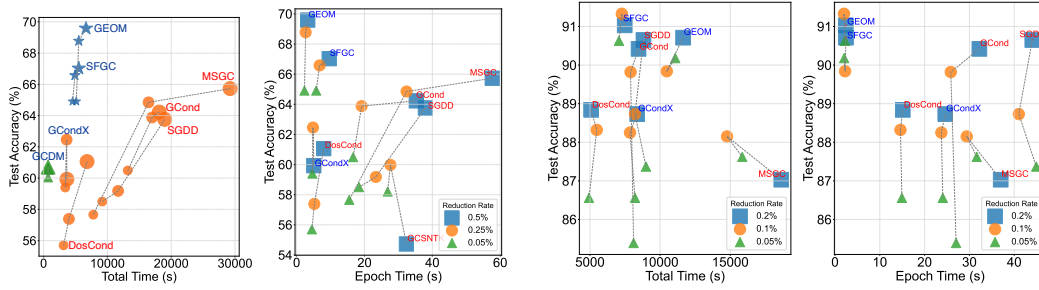 Test Accuracy (%)
70
68
66
64
62
60
58
56
GEOM
SFGC
MSGC
GCond
SGDD
GCondX
GCDM
DosCond
0
10000
20000
30000
Total Time (s)
Test Accuracy (%)
70
68
66
64
62
60
58
56
54
GEOM
SFGC
MSGC
GCond
SGDD
DosCond
GCondX
GCSNT
Reduction Rate
0.5%
0.25%
0.05%
0
20
40
60
Epoch Time (s)
Test Accuracy (%)
91
90
89
88
87
86
SFGC
SGDD
GCond
GEOM
DosCond
GCondX
MSGC
Reduction Rate
0.2%
0.1%
0.05%
5000
10000
15000
Total Time (s)
Test Accuracy (%)
91
90
89
88
87
86
GEOM
SFGC
GCond
DosCond
GCondX
MSGC
Reduction Rate
0.2%
0.1%
0.05%
0
10
20
30
40
Epoch Time (s)